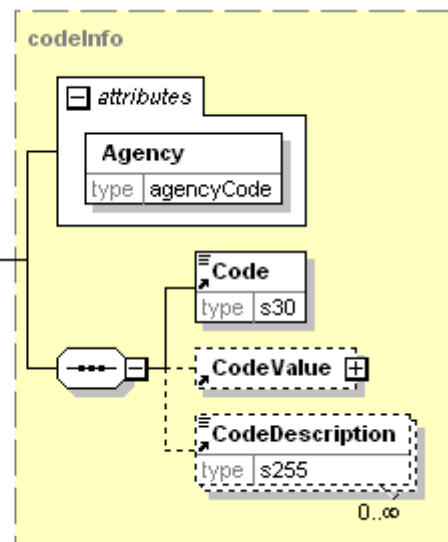 codeInfo
attributes
Agency
type agencyCode
Code
type s30
CodeValue
CodeDescription
type s255
0..∞